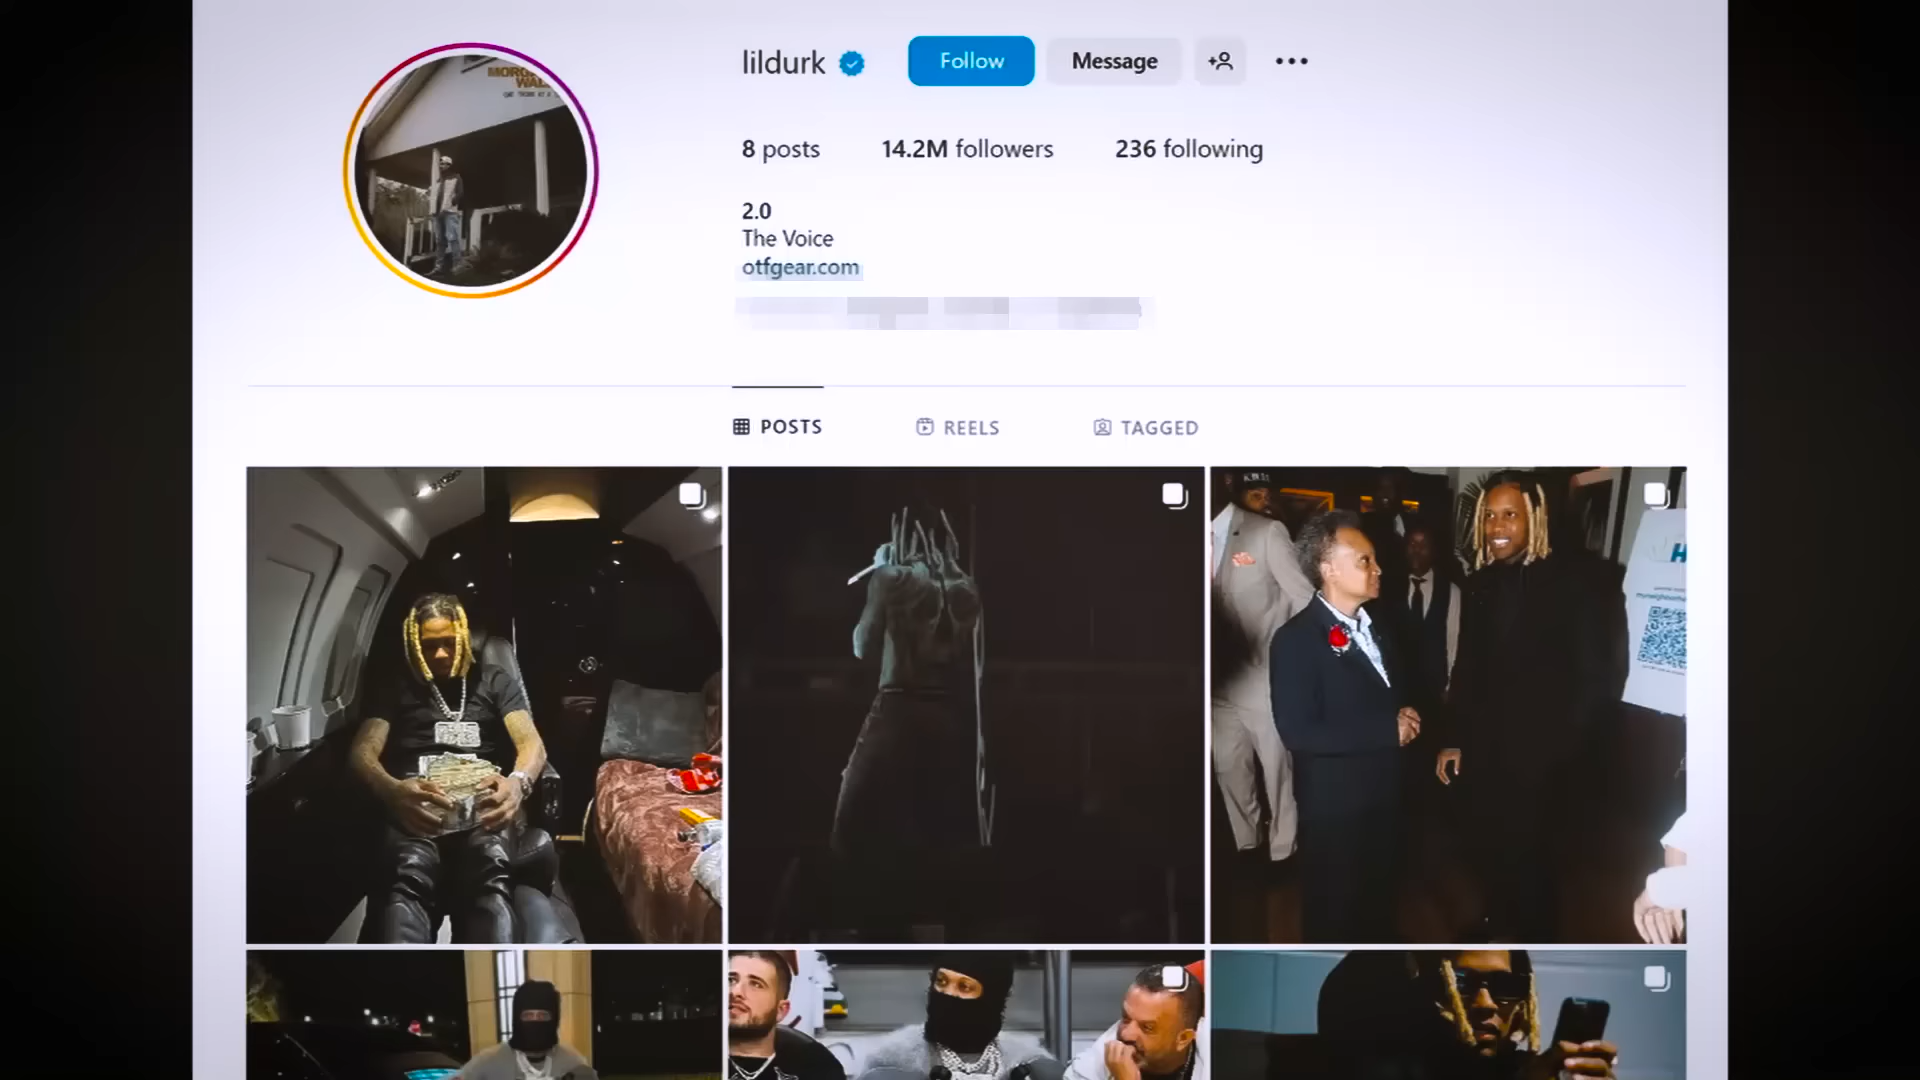 lildurk
Follow
Message
8 posts
14.2M followers
236 following
2.0
The Voice
otfgear.com
POSTS
REELS
TAGGED